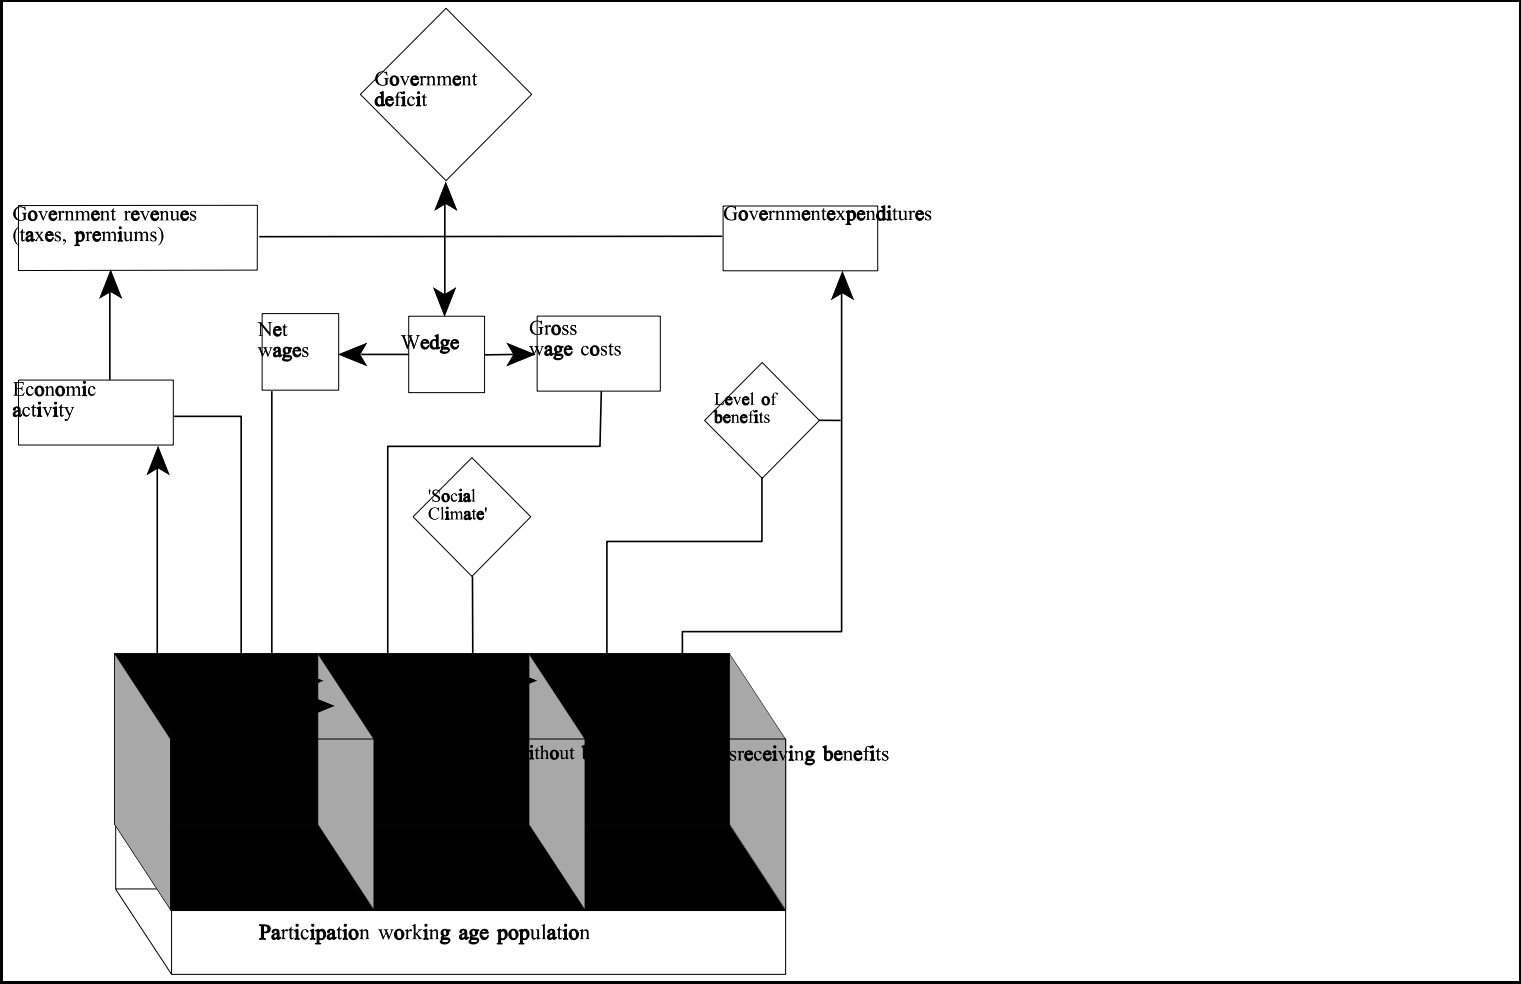 Government
deficit
Government revenues
(taxes, premiums)
Governmentexpenditures
Net
wages
Wedge
Gross
wage costs
Economic
activity
Level of
benefits
'Social
Climate'
ithout
sreceiving benefits
Participation working age population